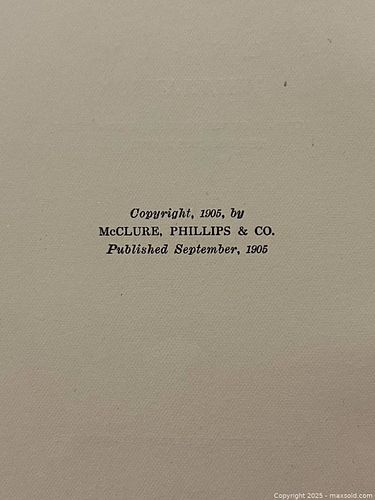 Copyright, 1905, by
McCLURE, PHILLIPS & CO.
Published September, 1905
Copyright 2025 - maxsold.com